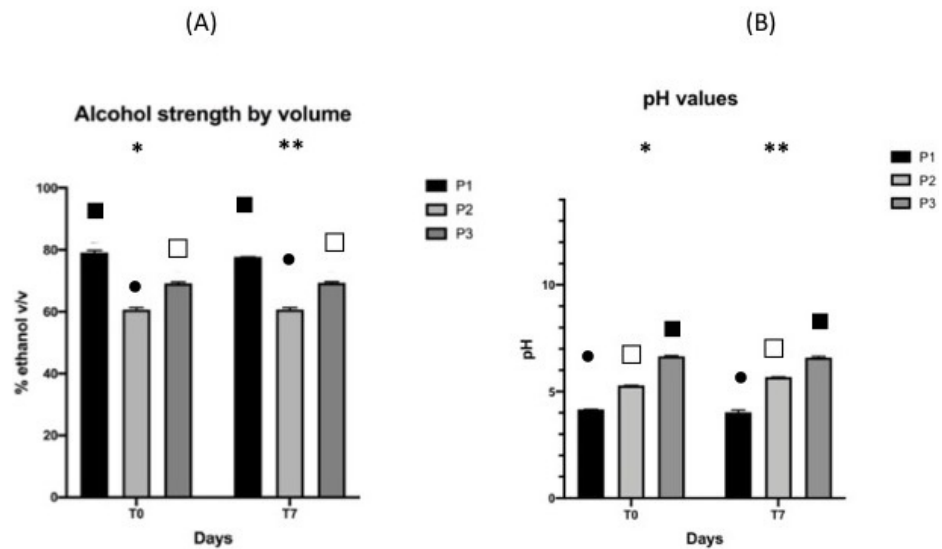 (A)
Alcohol strength by volume
* **
P1
P2
P3
100
80
60
40
20
0
% ethanol v/v
T0 T7
Days
(B)
pH values
* **
P1
P2
P3
10
5
0
pH
T0 T7
Days